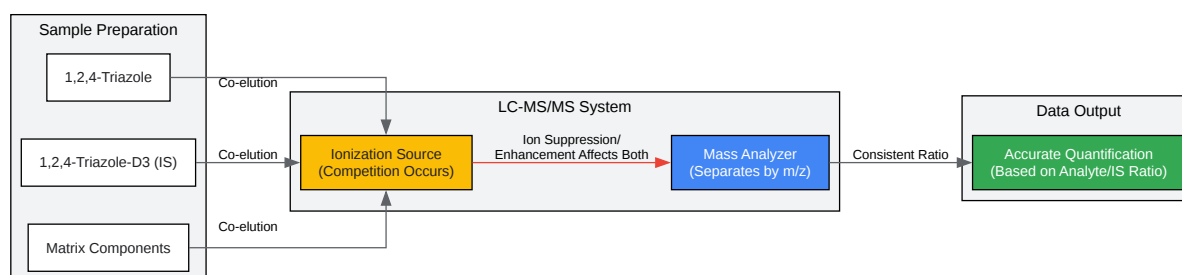 Sample Preparation
1,2,4-Triazole
Co-elution
LC-MS/MS System
Data Output
1,2,4-Triazole-D3 (IS)
Co-elution
Ionization Source
(Competition Occurs)
Ion Suppression/
Enhancement Affects Both
Mass Analyzer
(Separates by m/z)
Consistent Ratio
Accurate Quantification
(Based on Analyte/IS Ratio)
Co-elution
Matrix Components